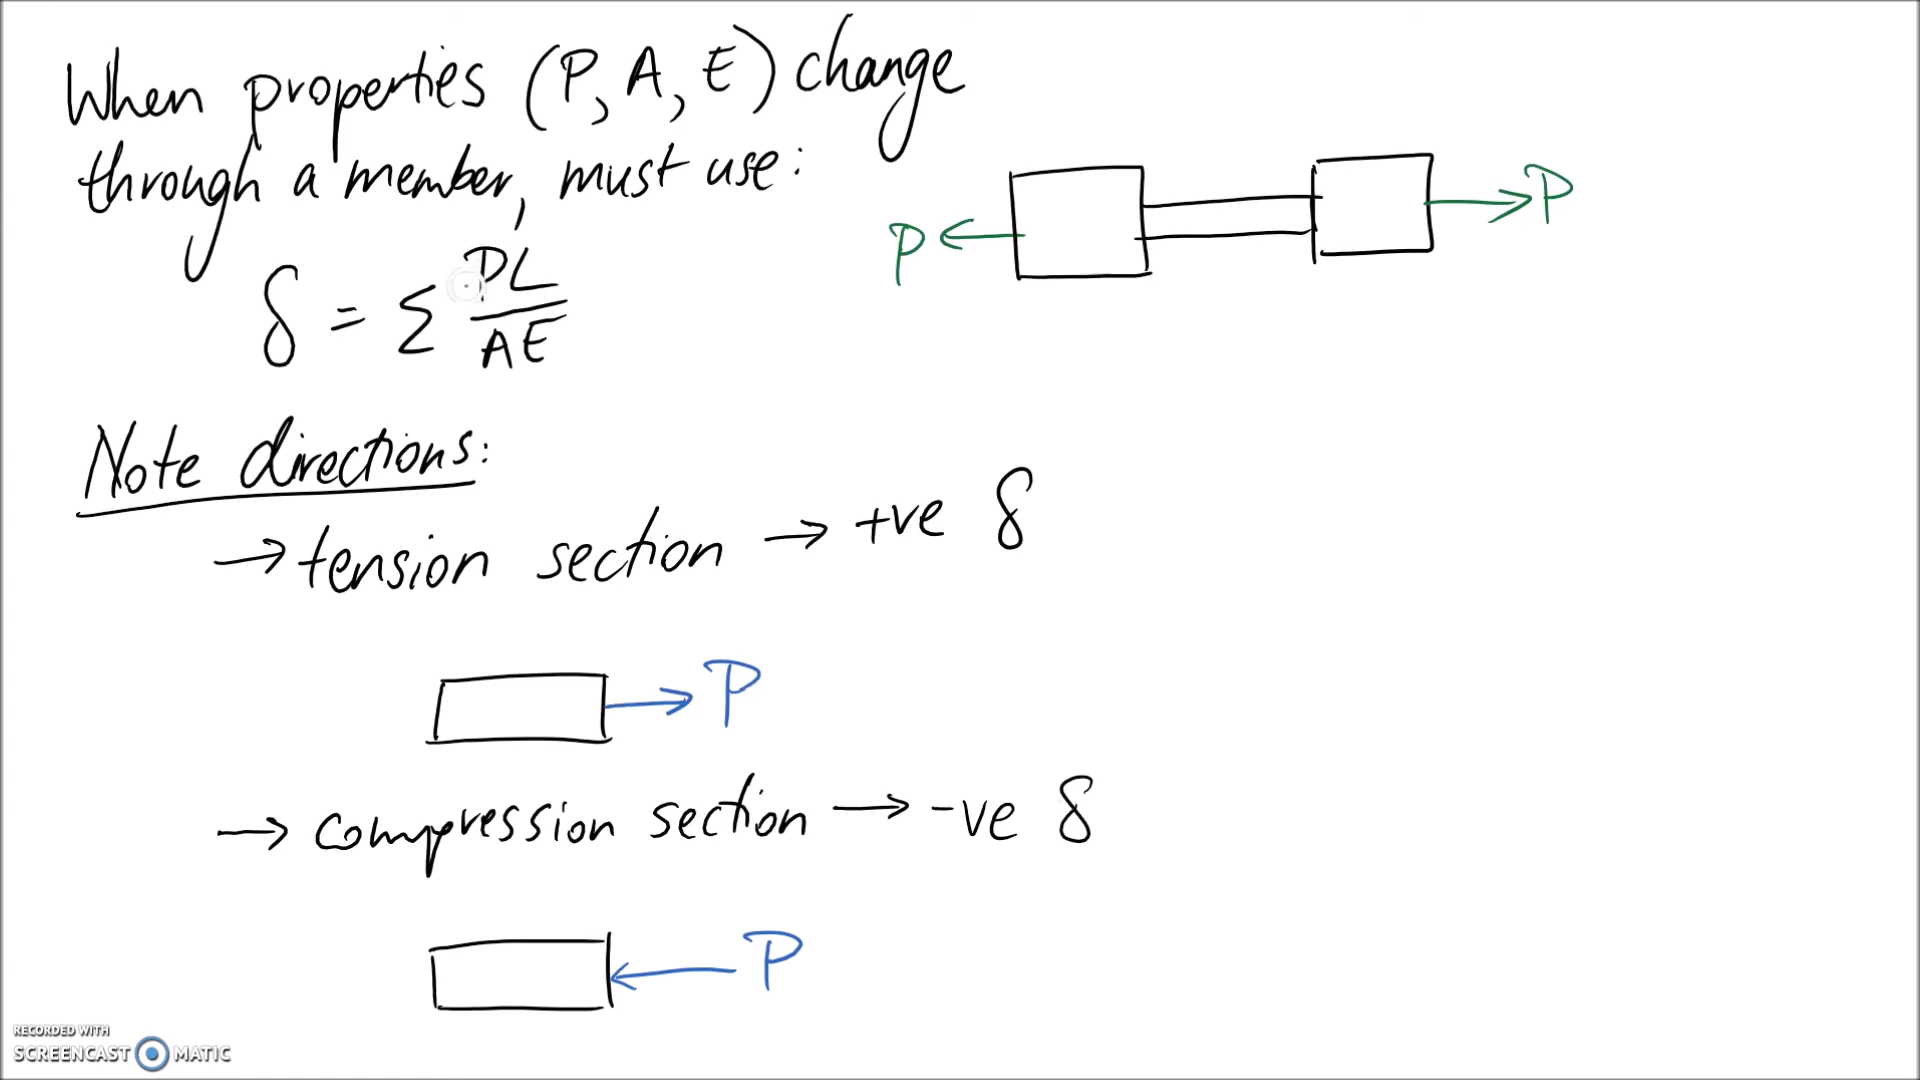 When properties (P, A, E) change
through a member, must use:
P
P
δ = Σ PL/AE
Note directions:
→ tension section → +ve δ
P
→ compression section → -ve δ
P
RECORDED WITH
SCREENCAST MATIC